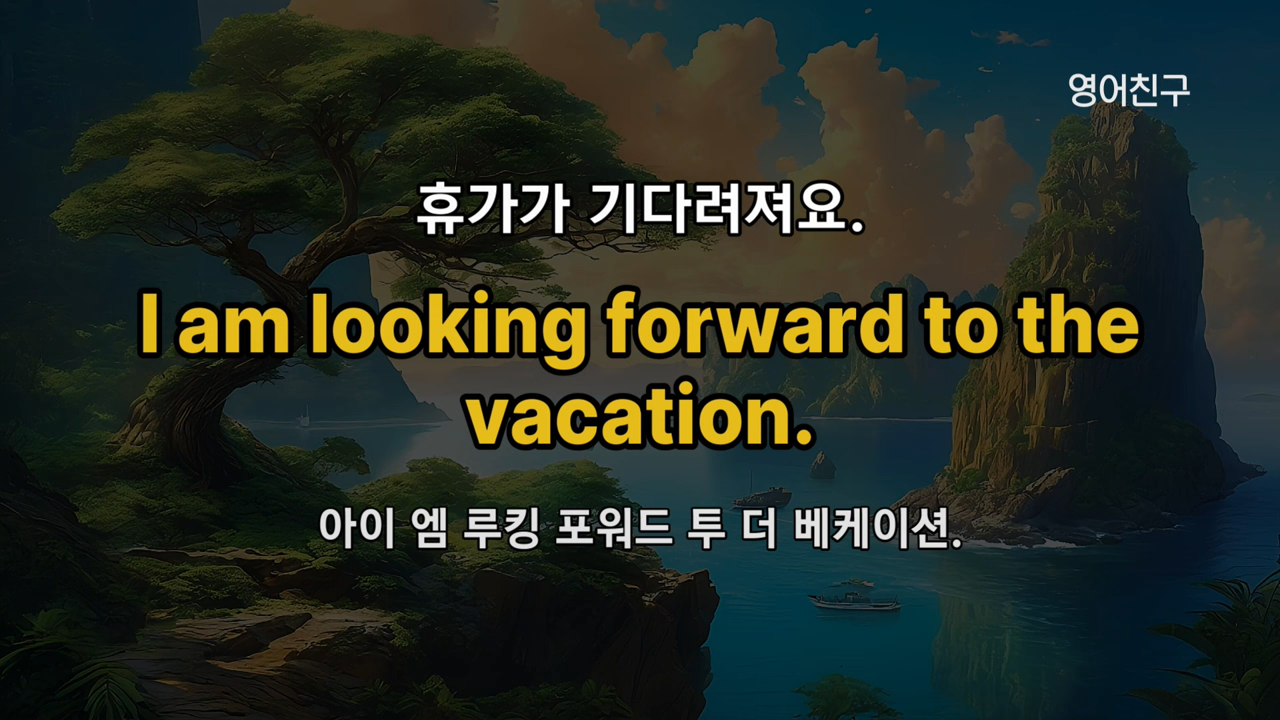 영어친구
휴가가 기다려져요.
I am looking forward to the
vacation.
아이 엠 루킹 포워드 투 더 베케이션.